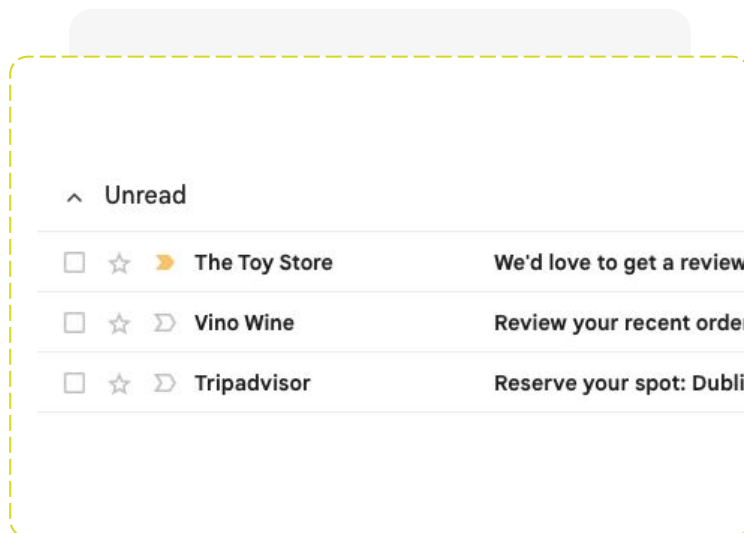 Unread
The Toy Store We'd love to get a review
Vino Wine Review your recent order
Tripadvisor Reserve your spot: Dubli